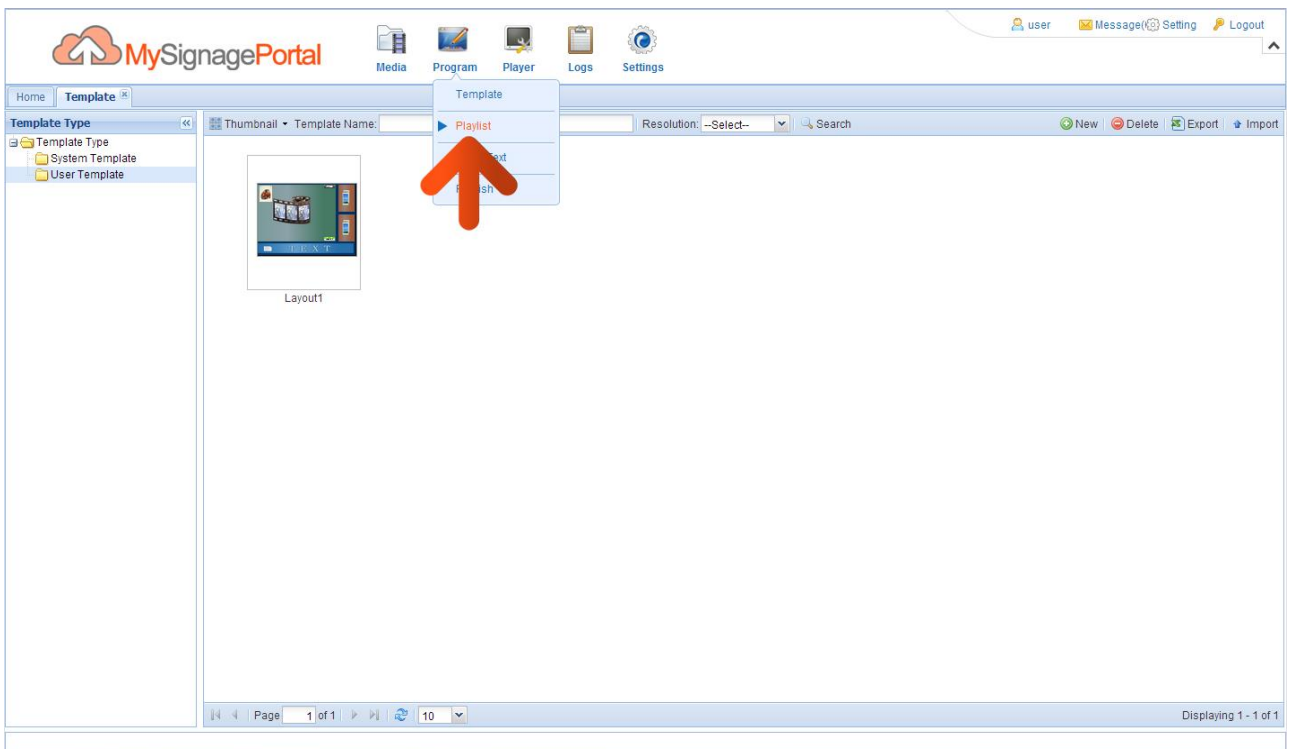 MySignagePortal
Media Program Player Logs Settings
user Message( Setting Logout
Home Template
Template
Playlist
Text
Template Type
Thumbnail Template Name: Resolution: --Select-- Search New Delete Export Import
Template Type
System Template
User Template
TEXT
Layout1
Page 1 of 1 10 Displaying 1 - 1 of 1